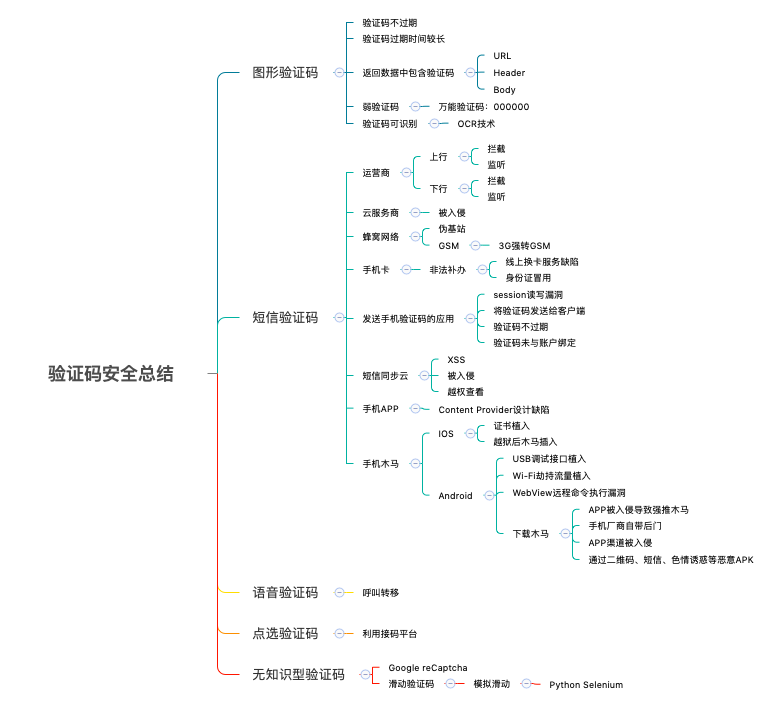 验证码安全总结
图形验证码
验证码不过期
验证码过期时间较长
返回数据中包含验证码
URL
Header
Body
弱验证码
万能验证码：000000
验证码可识别
OCR技术
短信验证码
运营商
上行
拦截
监听
下行
拦截
监听
云服务商
被入侵
蜂窝网络
伪基站
GSM
3G强转GSM
手机卡
非法补办
线上换卡服务缺陷
身份证冒用
发送手机验证码的应用
session读写漏洞
将验证码发送给客户端
验证码不过期
验证码未与账户绑定
短信同步云
XSS
被入侵
越权查看
手机APP
Content Provider设计缺陷
手机木马
IOS
证书植入
越狱后木马插入
Android
USB调试接口植入
Wi-Fi劫持流量植入
WebView远程命令执行漏洞
下载木马
APP被入侵导致强推木马
手机厂商自带后门
APP渠道被入侵
通过二维码、短信、色情诱惑等恶意APK
语音验证码
呼叫转移
点选验证码
利用接码平台
无知识型验证码
Google reCaptcha
滑动验证码
模拟滑动
Python Selenium